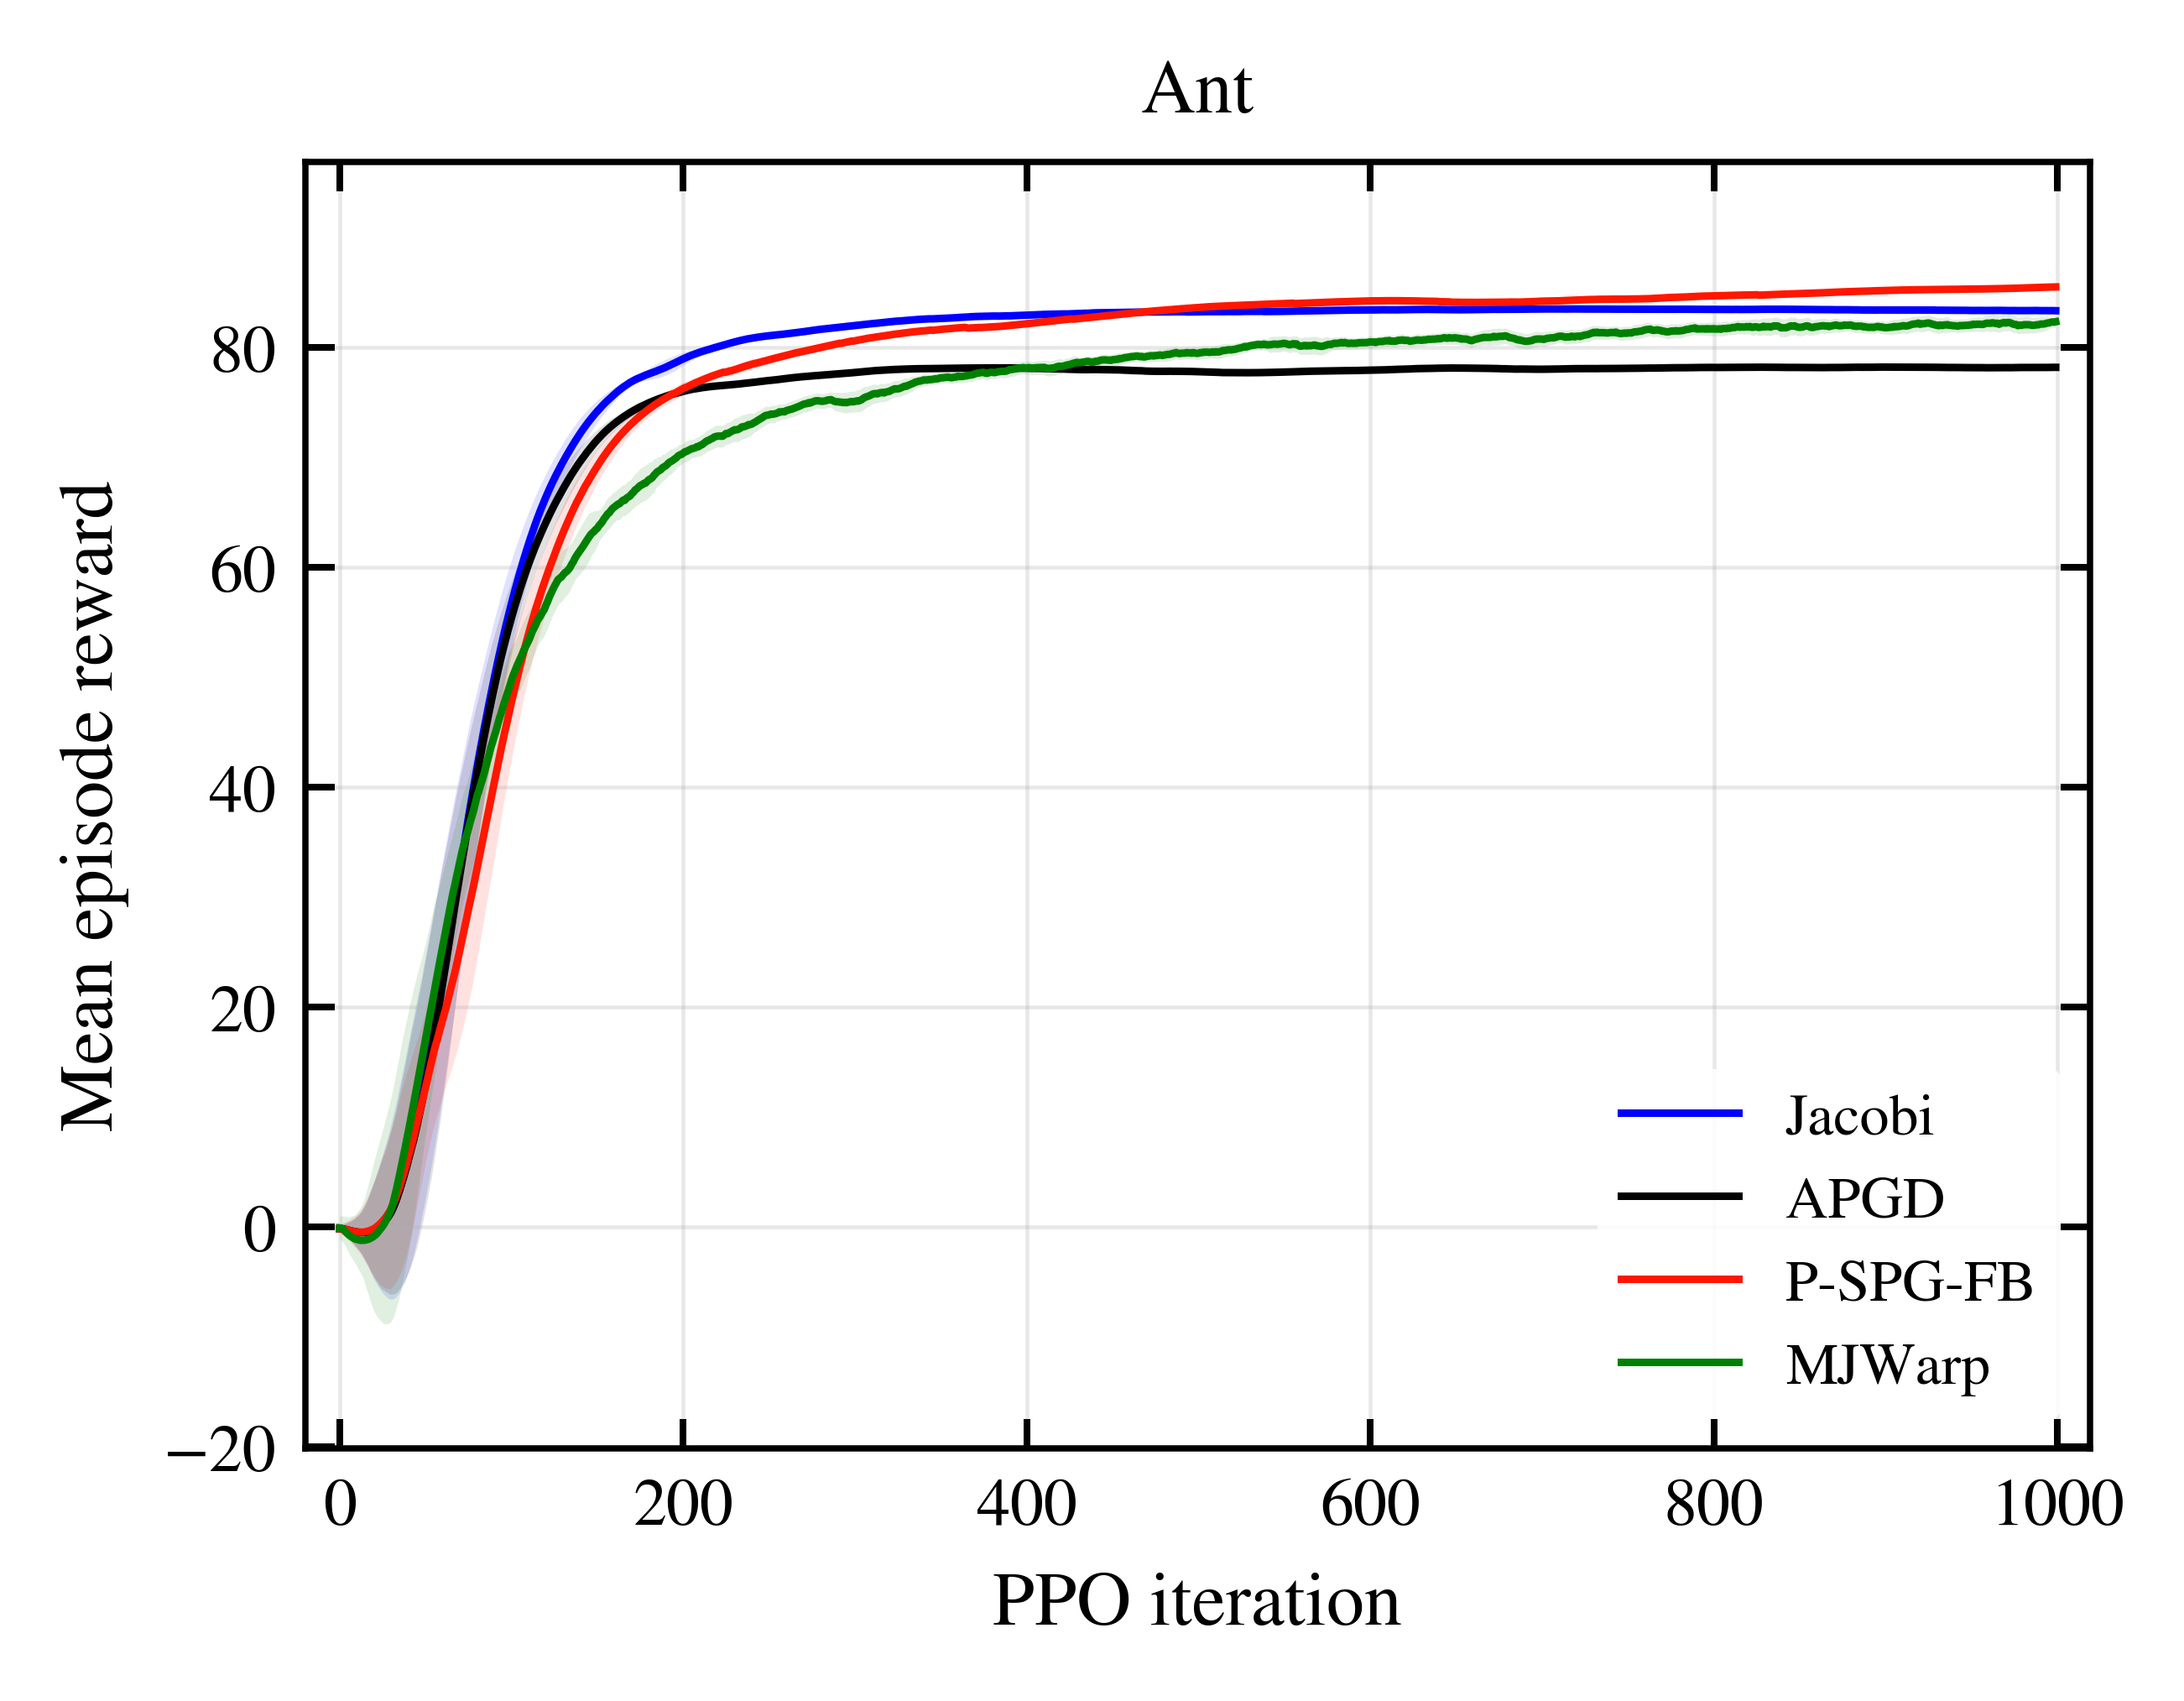 Ant
Mean episode reward
80
60
40
20
0
−20
0 200 400 600 800 1000
PPO iteration
Jacobi
APGD
P-SPG-FB
MJWarp